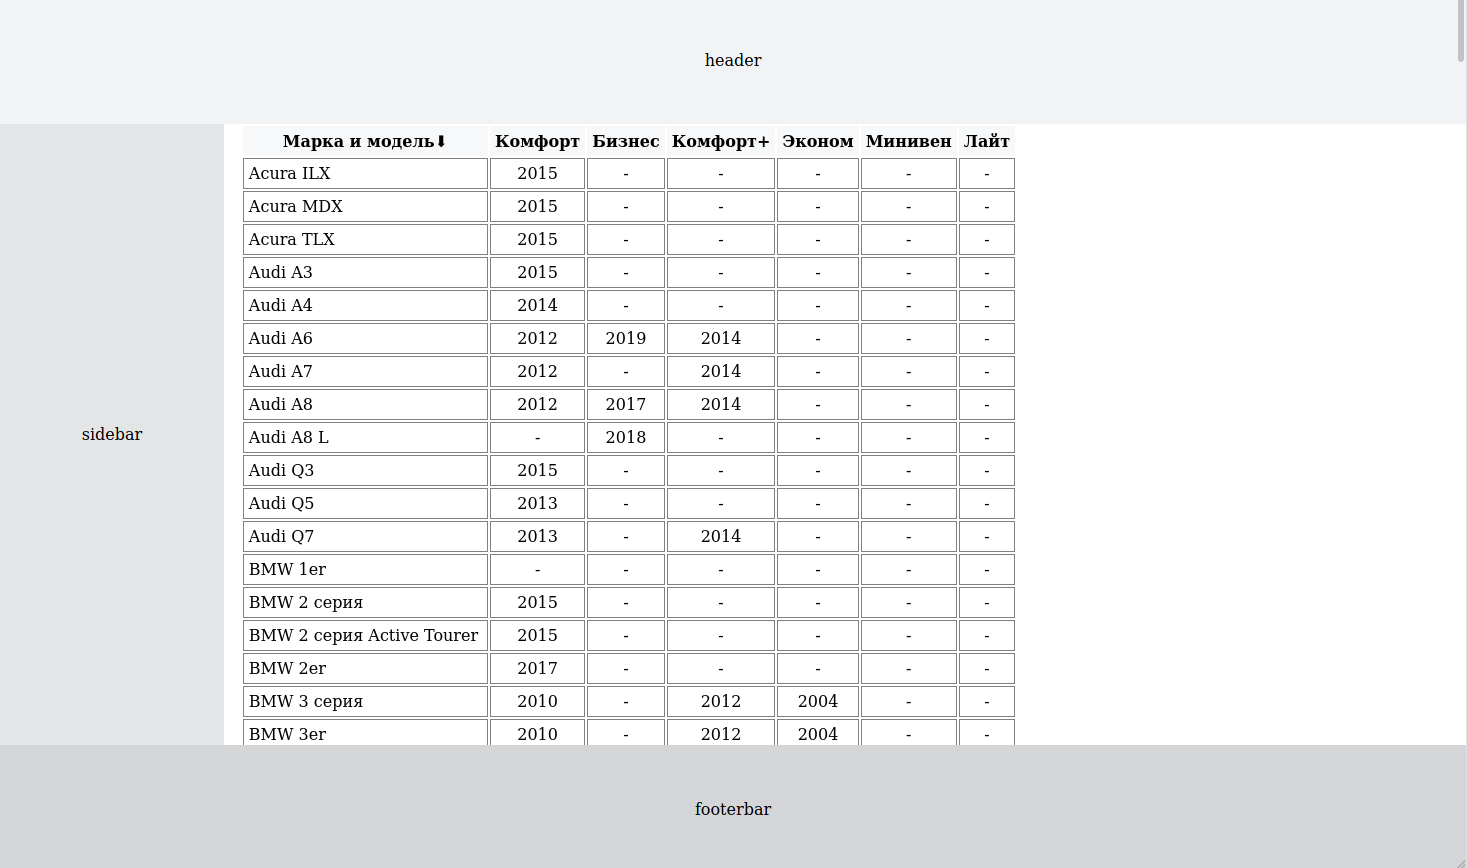 header
Марка и модель⬇ Комфорт Бизнес Комфорт+ Эконом Минивен Лайт
Acura ILX 2015 - - - - -
Acura MDX 2015 - - - - -
Acura TLX 2015 - - - - -
Audi A3 2015 - - - - -
Audi A4 2014 - - - - -
Audi A6 2012 2019 2014 - - -
Audi A7 2012 - 2014 - - -
Audi A8 2012 2017 2014 - - -
sidebar
Audi A8 L - 2018 - - - -
Audi Q3 2015 - - - - -
Audi Q5 2013 - - - - -
Audi Q7 2013 - 2014 - - -
BMW 1er - - - - - -
BMW 2 серия 2015 - - - - -
BMW 2 серия Active Tourer 2015 - - - - -
BMW 2er 2017 - - - - -
BMW 3 серия 2010 - 2012 2004 - -
BMW 3er 2010 - 2012 2004 - -
footerbar